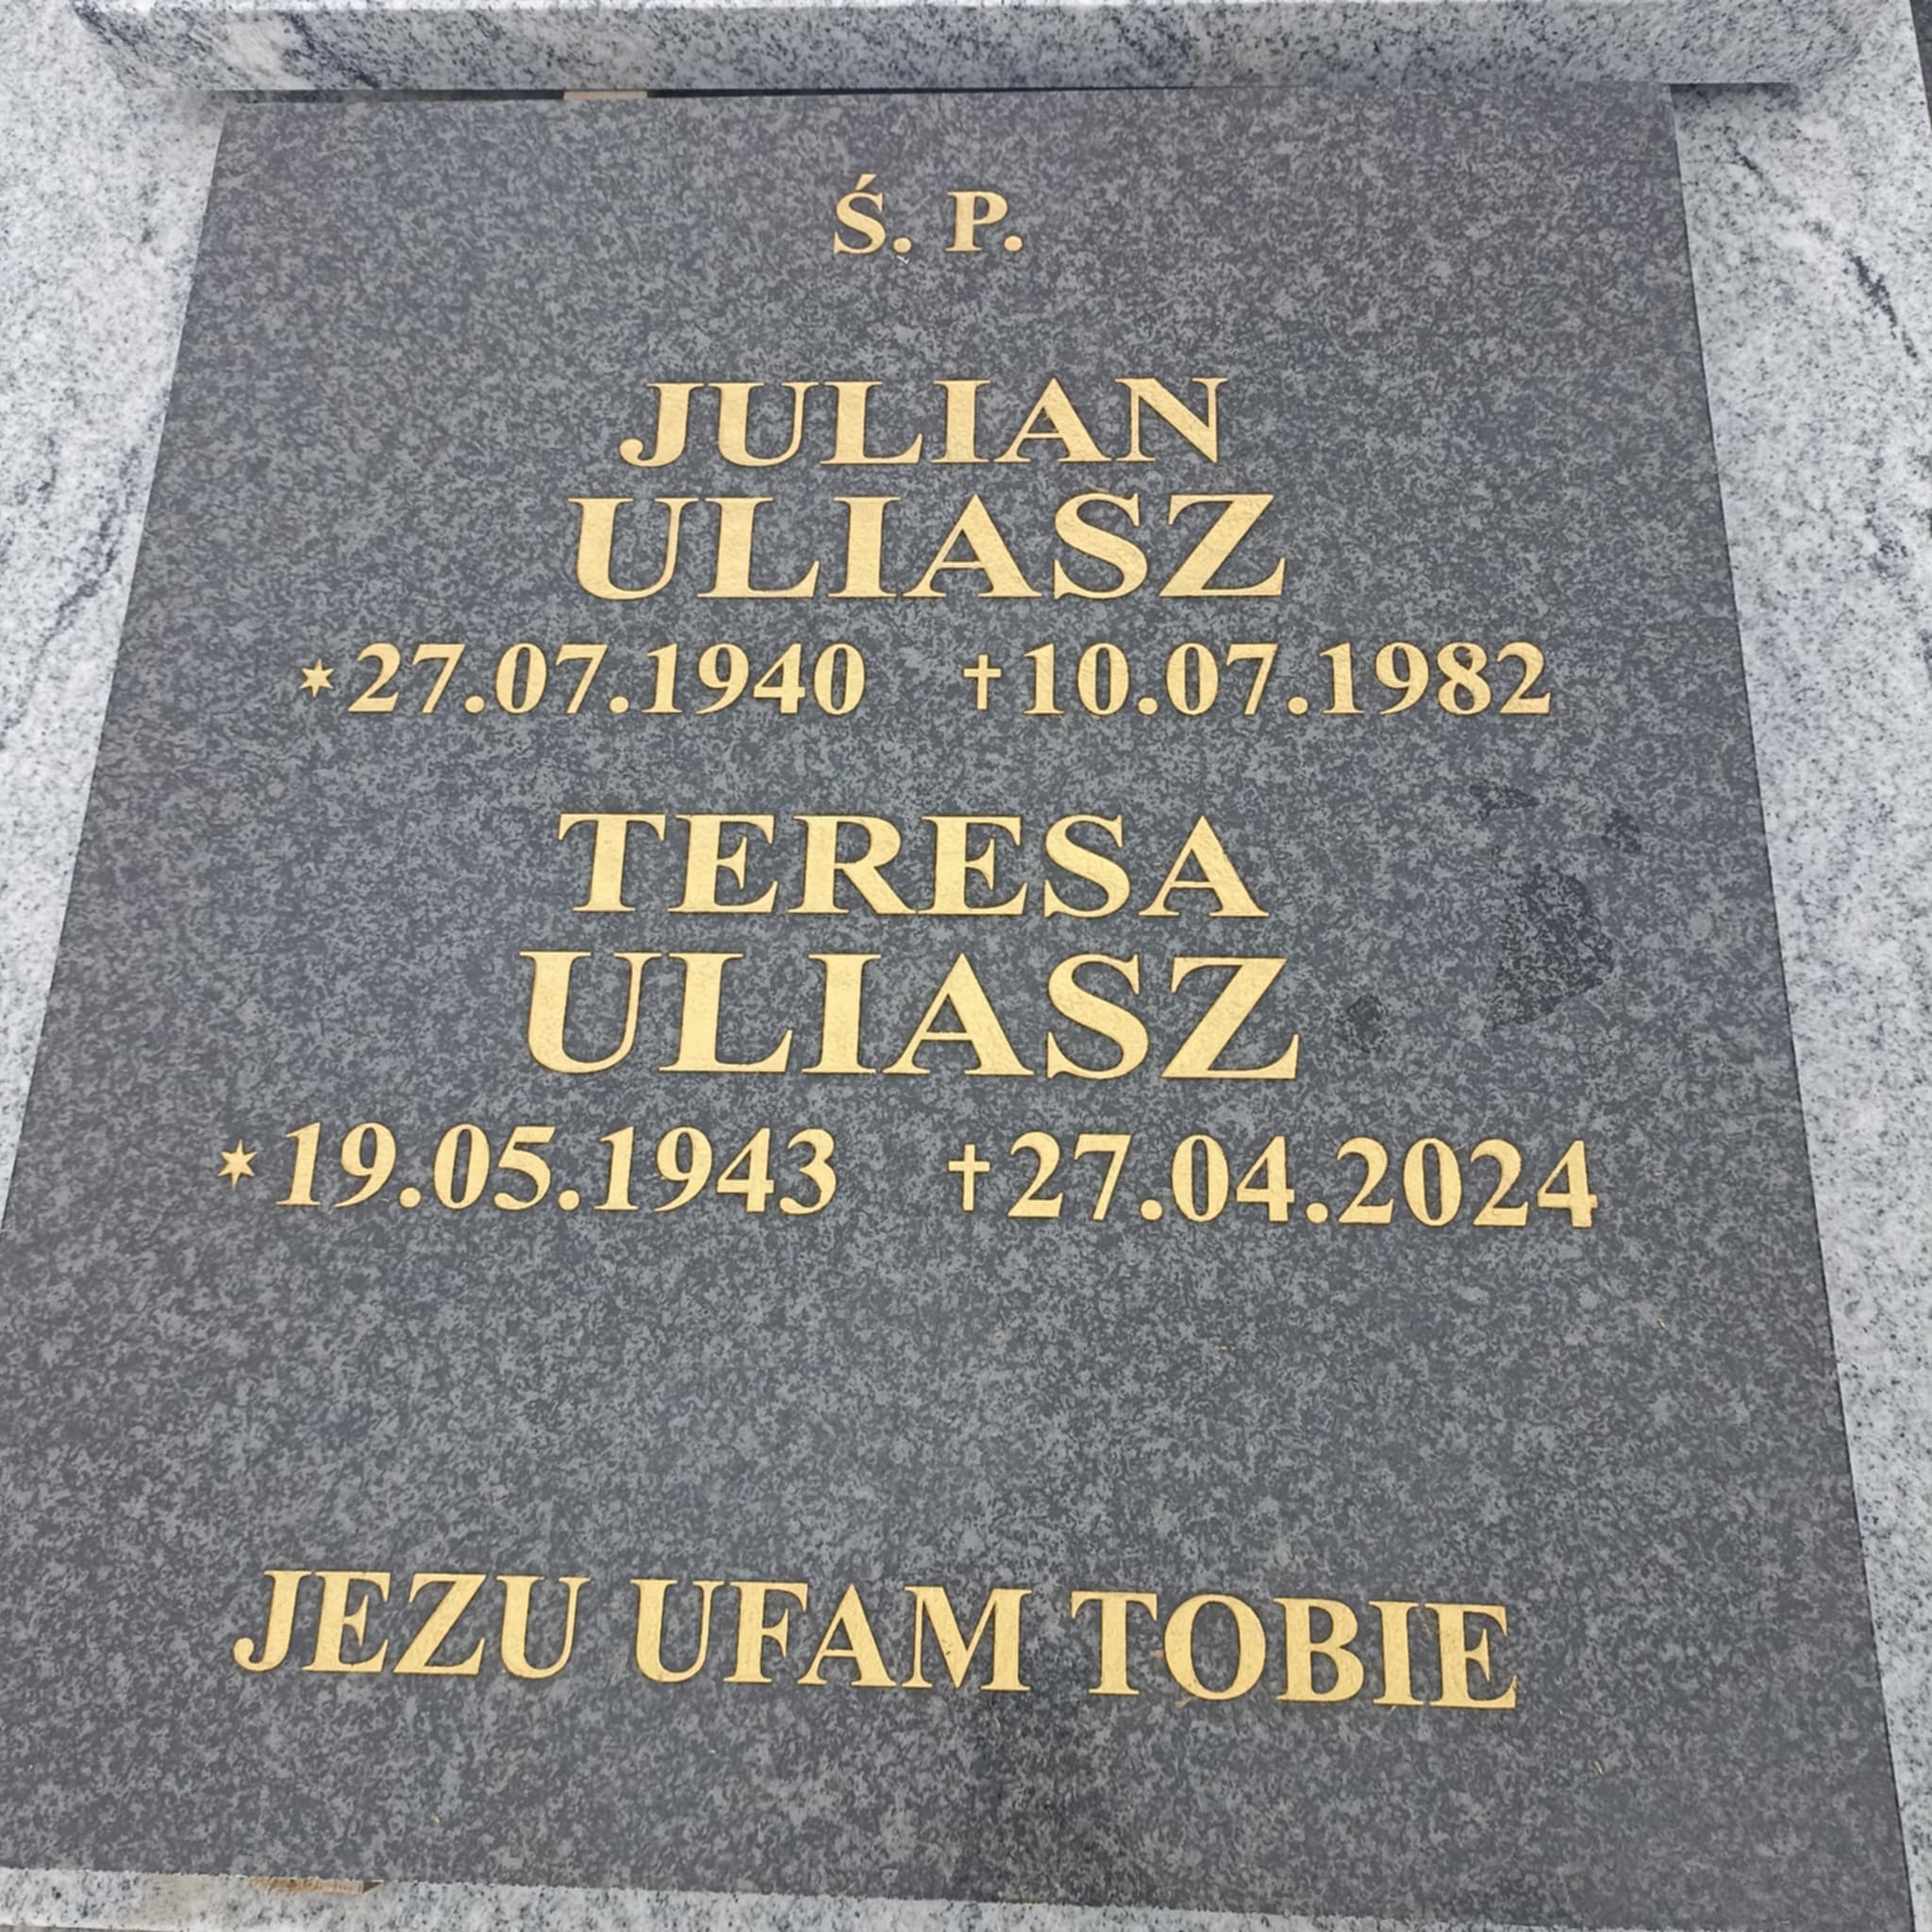 Ś. P.
JULIAN
ULIASZ
✶27.07.1940 †10.07.1982
TERESA
ULIASZ
✶19.05.1943 †27.04.2024
JEZU UFAM TOBIE